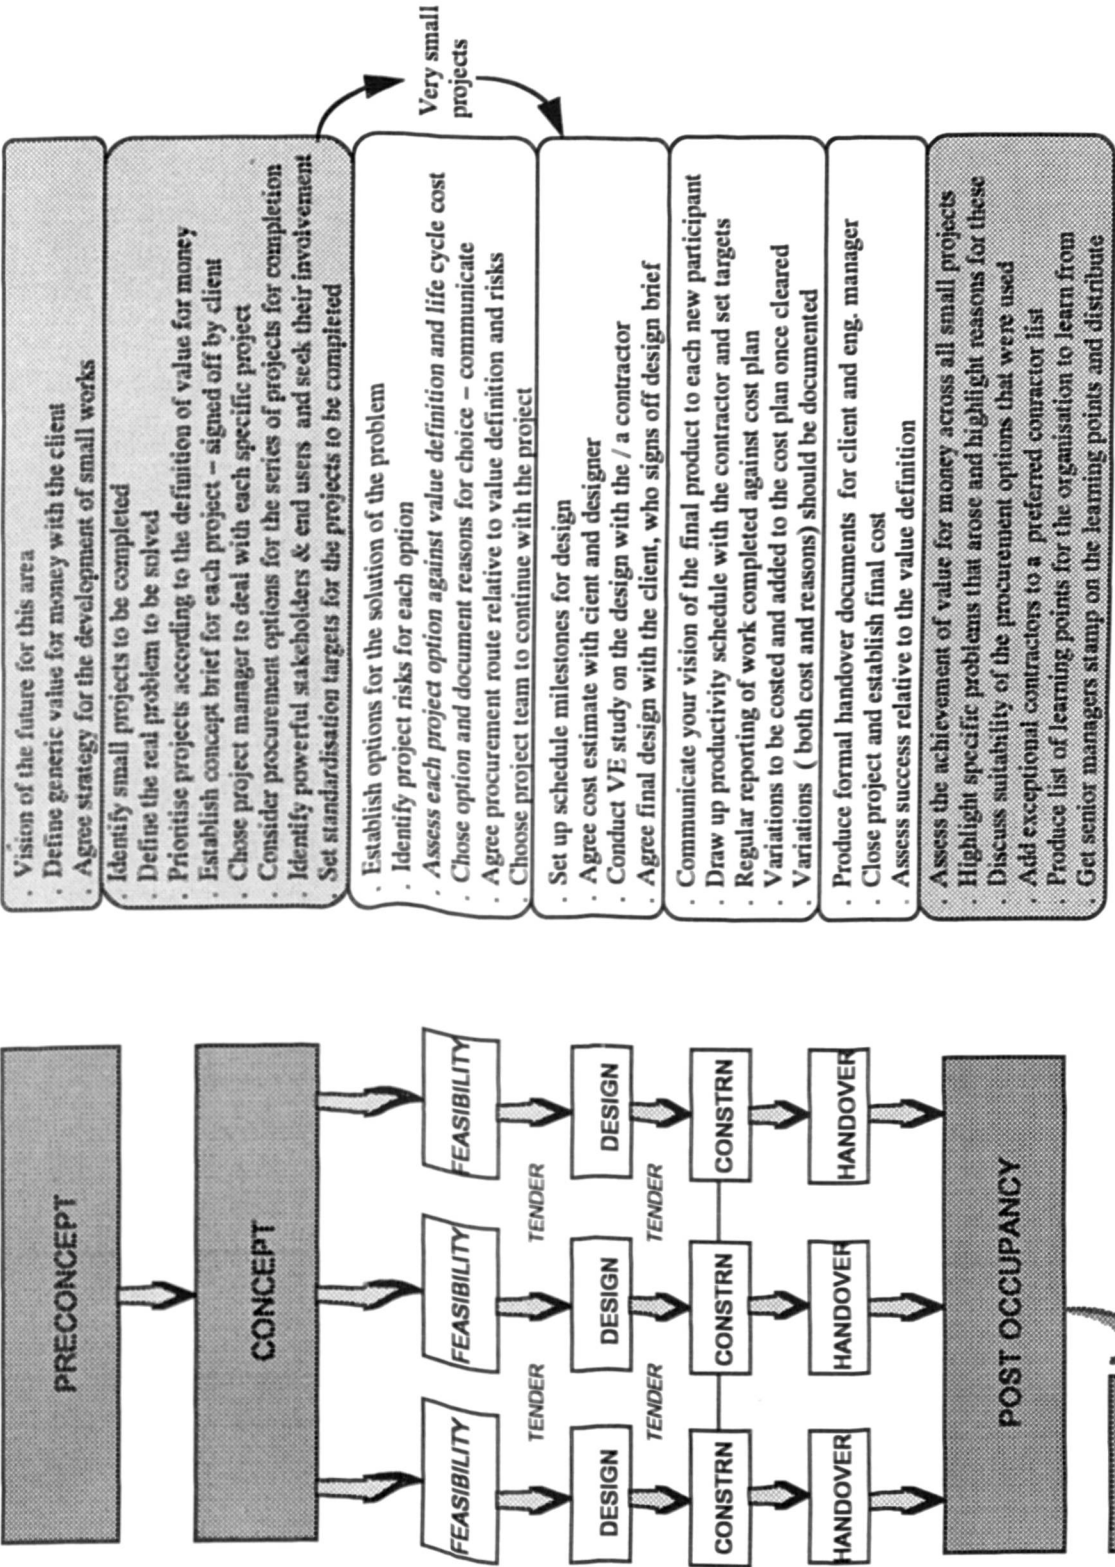 PRECONCEPT
CONCEPT
FEASIBILITY
FEASIBILITY
FEASIBILITY
TENDER
TENDER
DESIGN
DESIGN
DESIGN
TENDER
TENDER
CONSTRN
CONSTRN
CONSTRN
HANDOVER
HANDOVER
HANDOVER
POST OCCUPANCY
· Vision of the future for this area
· Define generic value for money with the client
· Agree strategy for the development of small works
· Identify small projects to be completed
· Define the real problem to be solved
· Prioritise projects according to the definition of value for money
· Establish concept brief for each project – signed off by client
· Chose project manager to deal with each specific project
· Consider procurement options for the series of projects for completion
· Identify powerful stakeholders & end users and seek their involvement
· Set standardisation targets for the projects to be completed
Very small
projects
· Establish options for the solution of the problem
· Identify project risks for each option
· Assess each project option against value definition and life cycle cost
· Chose option and document reasons for choice – communicate
· Agree procurement route relative to value definition and risks
· Choose project team to continue with the project
· Set up schedule milestones for design
· Agree cost estimate with cient and designer
· Conduct VE study on the design with the / a contractor
· Agree final design with the client, who signs off design brief
· Communicate your vision of the final product to each new participant
· Draw up productivity schedule with the contractor and set targets
· Regular reporting of work completed against cost plan
· Variations to be costed and added to the cost plan once cleared
· Variations ( both cost and reasons) should be documented
· Produce formal handover documents for client and eng. manager
· Close project and establish final cost
· Assess success relative to the value definition
· Assess the achievement of value for money across all small projects
· Highlight specific problems that arose and highlight reasons for these
· Discuss suitability of the procurement options that were used
· Add exceptional contractors to a preferred contractor list
· Produce list of learning points for the organisation to learn from
· Get senior managers stamp on the learning points and distribute